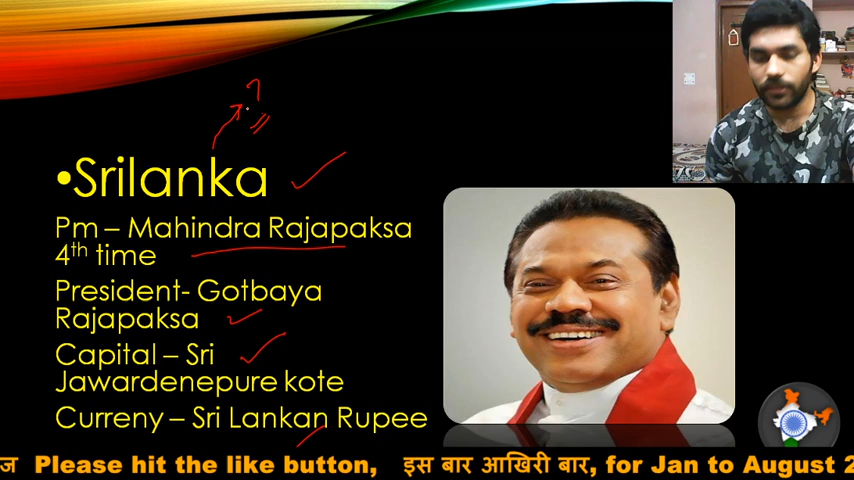 •Srilanka
Pm – Mahindra Rajapaksa
4th time
President- Gotbaya
Rajapaksa
Capital – Sri
Jawardenepure kote
Curreny – Sri Lankan Rupee
ज Please hit the like button, इस बार आखिरी बार, for Jan to August 2